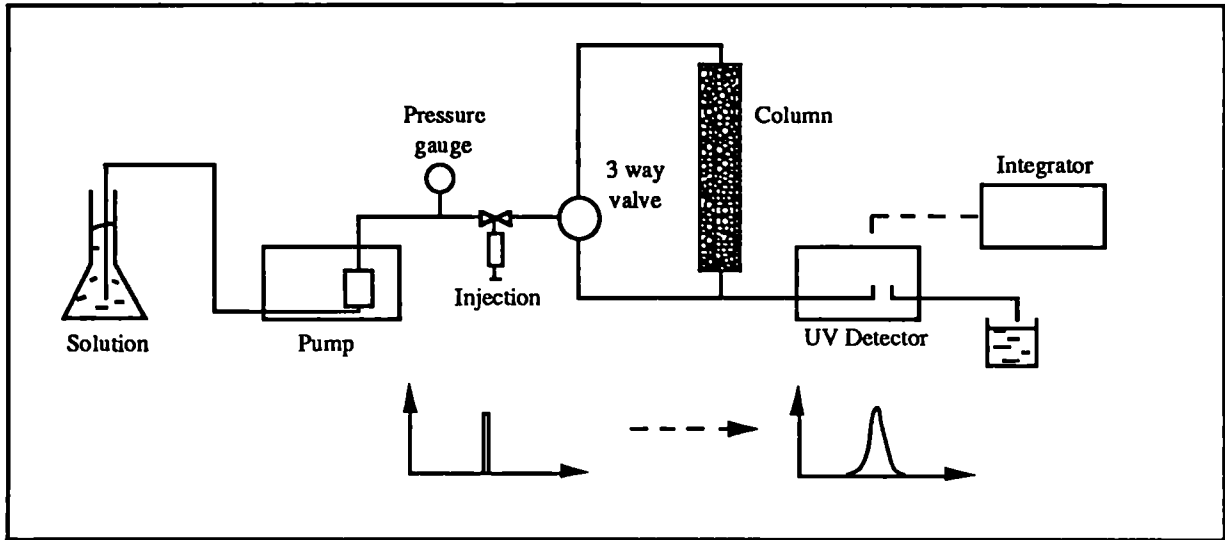 Pressure
gauge
3 way
valve
Column
Integrator
Injection
Solution
Pump
UV Detector